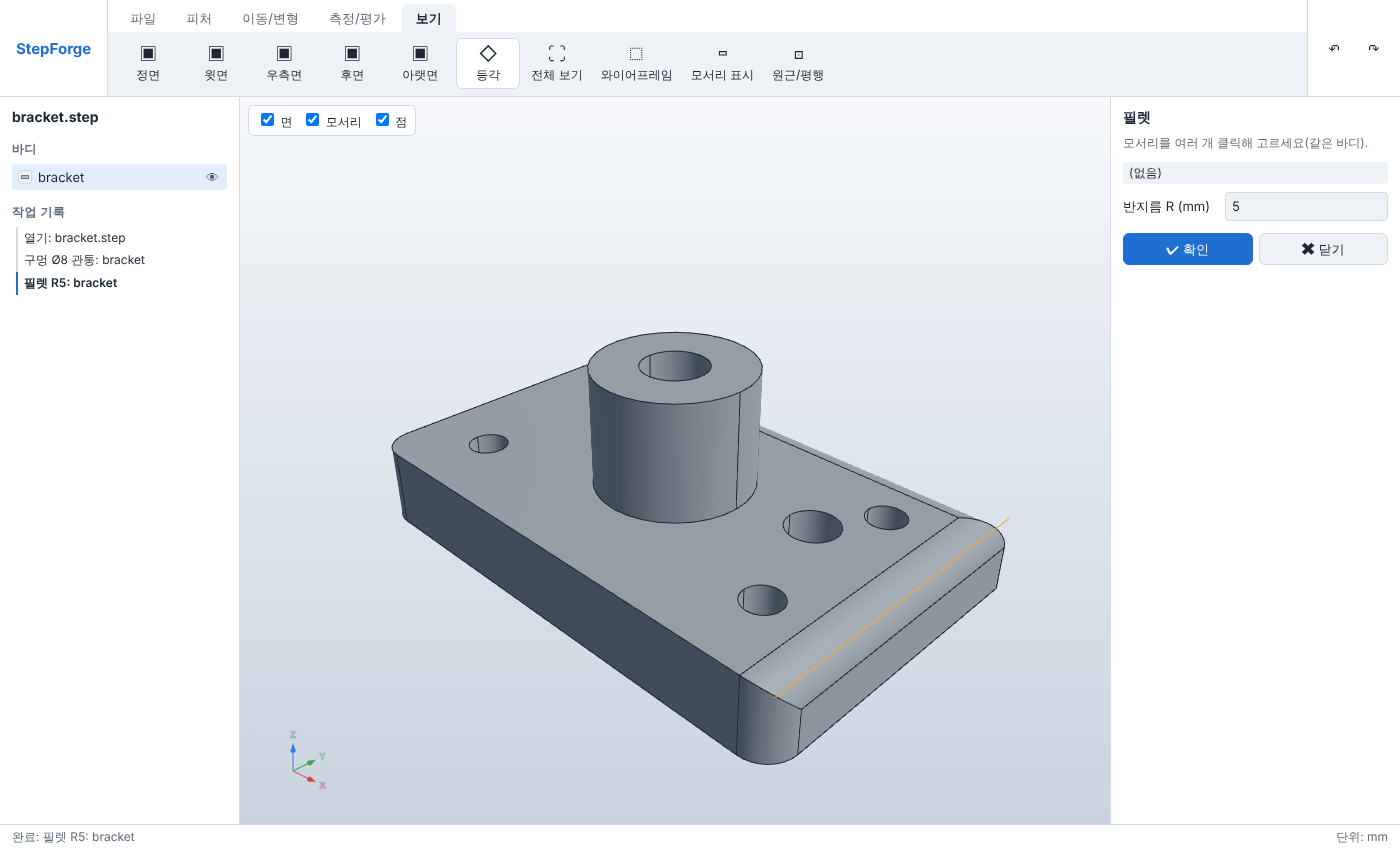 StepForge
파일 피처 이동/변형 측정/평가 보기
정면 윗면 우측면 후면 아랫면 등각 전체 보기 와이어프레임 모서리 표시 원근/평행
bracket.step
바디
bracket
작업 기록
열기: bracket.step
구멍 Ø8 관통: bracket
필렛 R5: bracket
면 모서리 점
Z
Y
X
필렛
모서리를 여러 개 클릭해 고르세요(같은 바디).
(없음)
반지름 R (mm) 5
✔ 확인 ✖ 닫기
완료: 필렛 R5: bracket
단위: mm